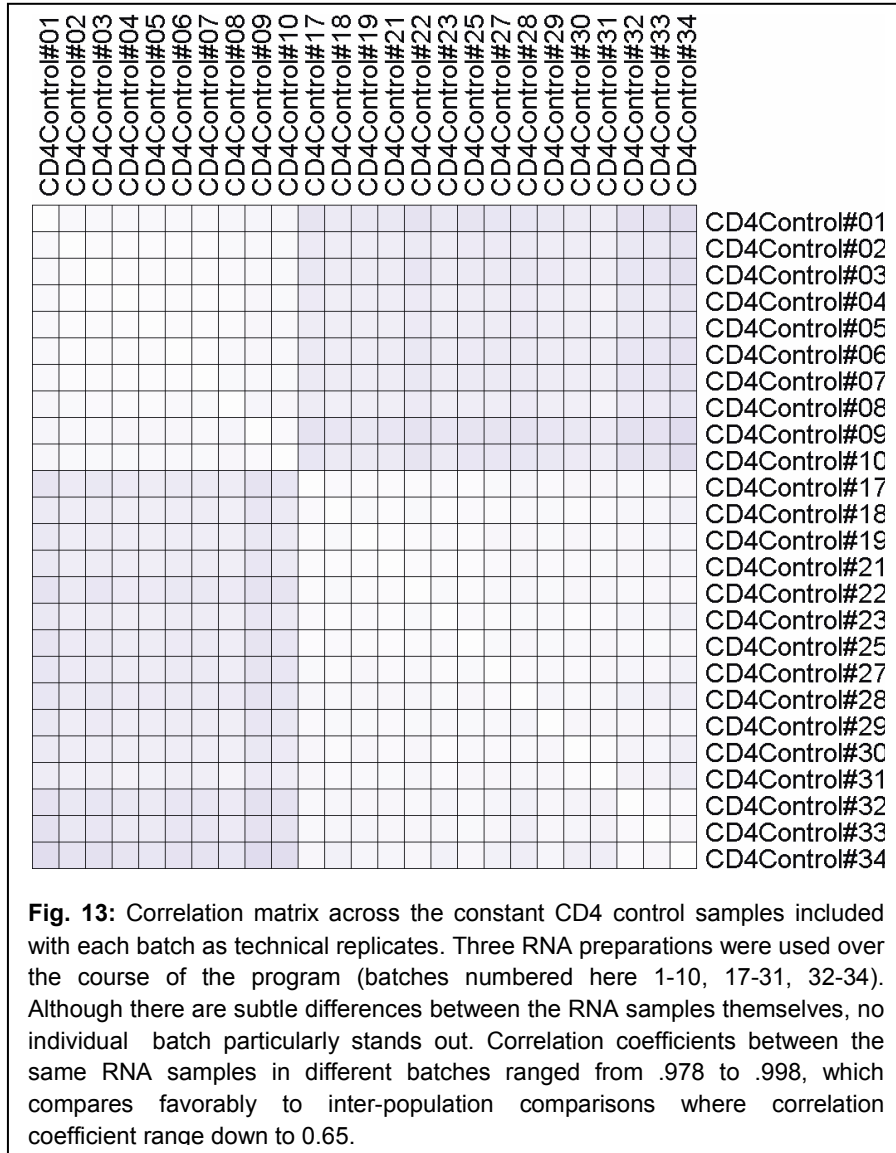 CD4Control#01
CD4Control#02
CD4Control#03
CD4Control#04
CD4Control#05
CD4Control#06
CD4Control#07
CD4Control#08
CD4Control#09
CD4Control#10
CD4Control#17
CD4Control#18
CD4Control#19
CD4Control#21
CD4Control#22
CD4Control#23
CD4Control#25
CD4Control#27
CD4Control#28
CD4Control#29
CD4Control#30
CD4Control#31
CD4Control#32
CD4Control#33
CD4Control#34
CD4Control#01
CD4Control#02
CD4Control#03
CD4Control#04
CD4Control#05
CD4Control#06
CD4Control#07
CD4Control#08
CD4Control#09
CD4Control#10
CD4Control#17
CD4Control#18
CD4Control#19
CD4Control#21
CD4Control#22
CD4Control#23
CD4Control#25
CD4Control#27
CD4Control#28
CD4Control#29
CD4Control#30
CD4Control#31
CD4Control#32
CD4Control#33
CD4Control#34
Fig. 13: Correlation matrix across the constant CD4 control samples included
with each batch as technical replicates. Three RNA preparations were used over
the course of the program (batches numbered here 1-10, 17-31, 32-34).
Although there are subtle differences between the RNA samples themselves, no
individual batch particularly stands out. Correlation coefficients between the
same RNA samples in different batches ranged from .978 to .998, which
compares favorably to inter-population comparisons where correlation
coefficient range down to 0.65.